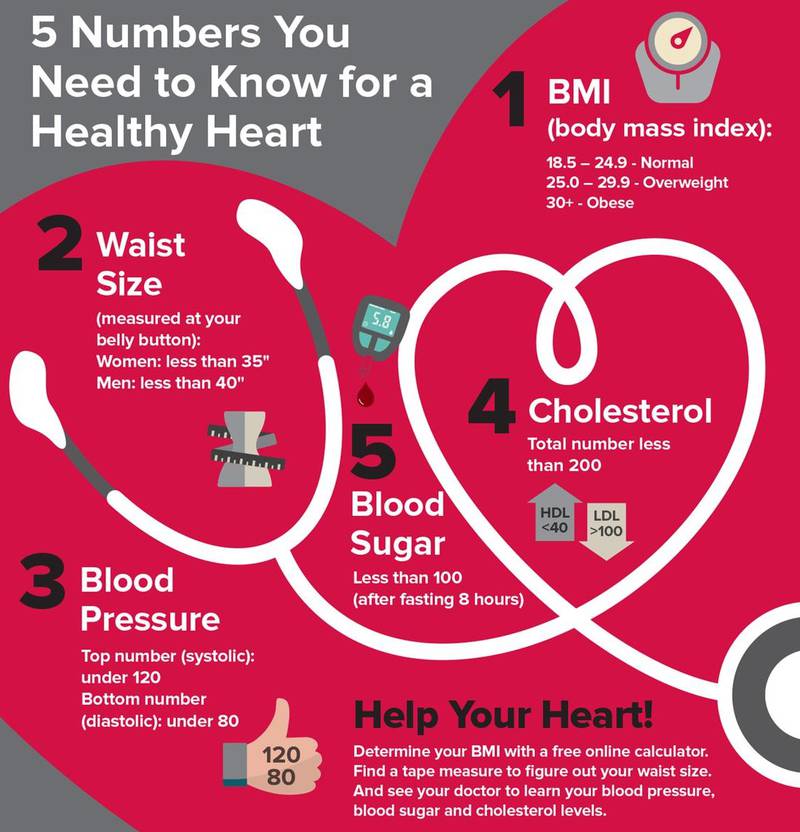 5 Numbers You
Need to Know for a
Healthy Heart
1
BMI
(body mass index):
18.5 – 24.9 - Normal
25.0 – 29.9 - Overweight
30+ - Obese
2
Waist
Size
(measured at your
belly button):
Women: less than 35"
Men: less than 40"
3
Blood
Pressure
Top number (systolic):
under 120
Bottom number
(diastolic): under 80
120
80
4
Cholesterol
Total number less
than 200
HDL
<40
LDL
>100
5.8
5
Blood
Sugar
Less than 100
(after fasting 8 hours)
Help Your Heart!
Determine your BMI with a free online calculator.
Find a tape measure to figure out your waist size.
And see your doctor to learn your blood pressure,
blood sugar and cholesterol levels.